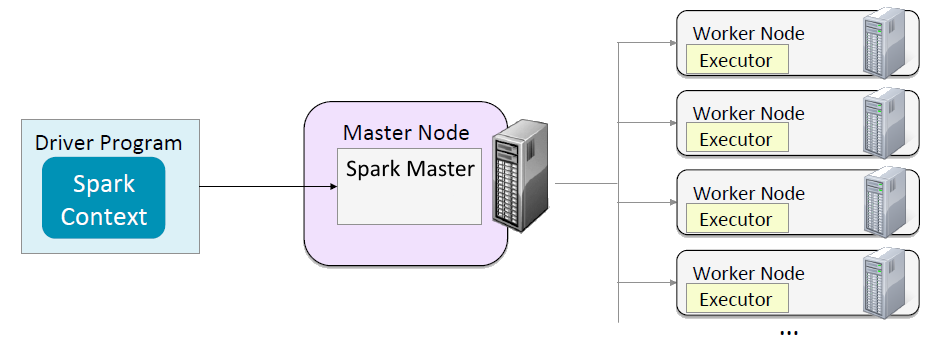 Driver Program
Spark
Context
Master Node
Spark Master
Worker Node
Executor
Worker Node
Executor
Worker Node
Executor
Worker Node
Executor
...